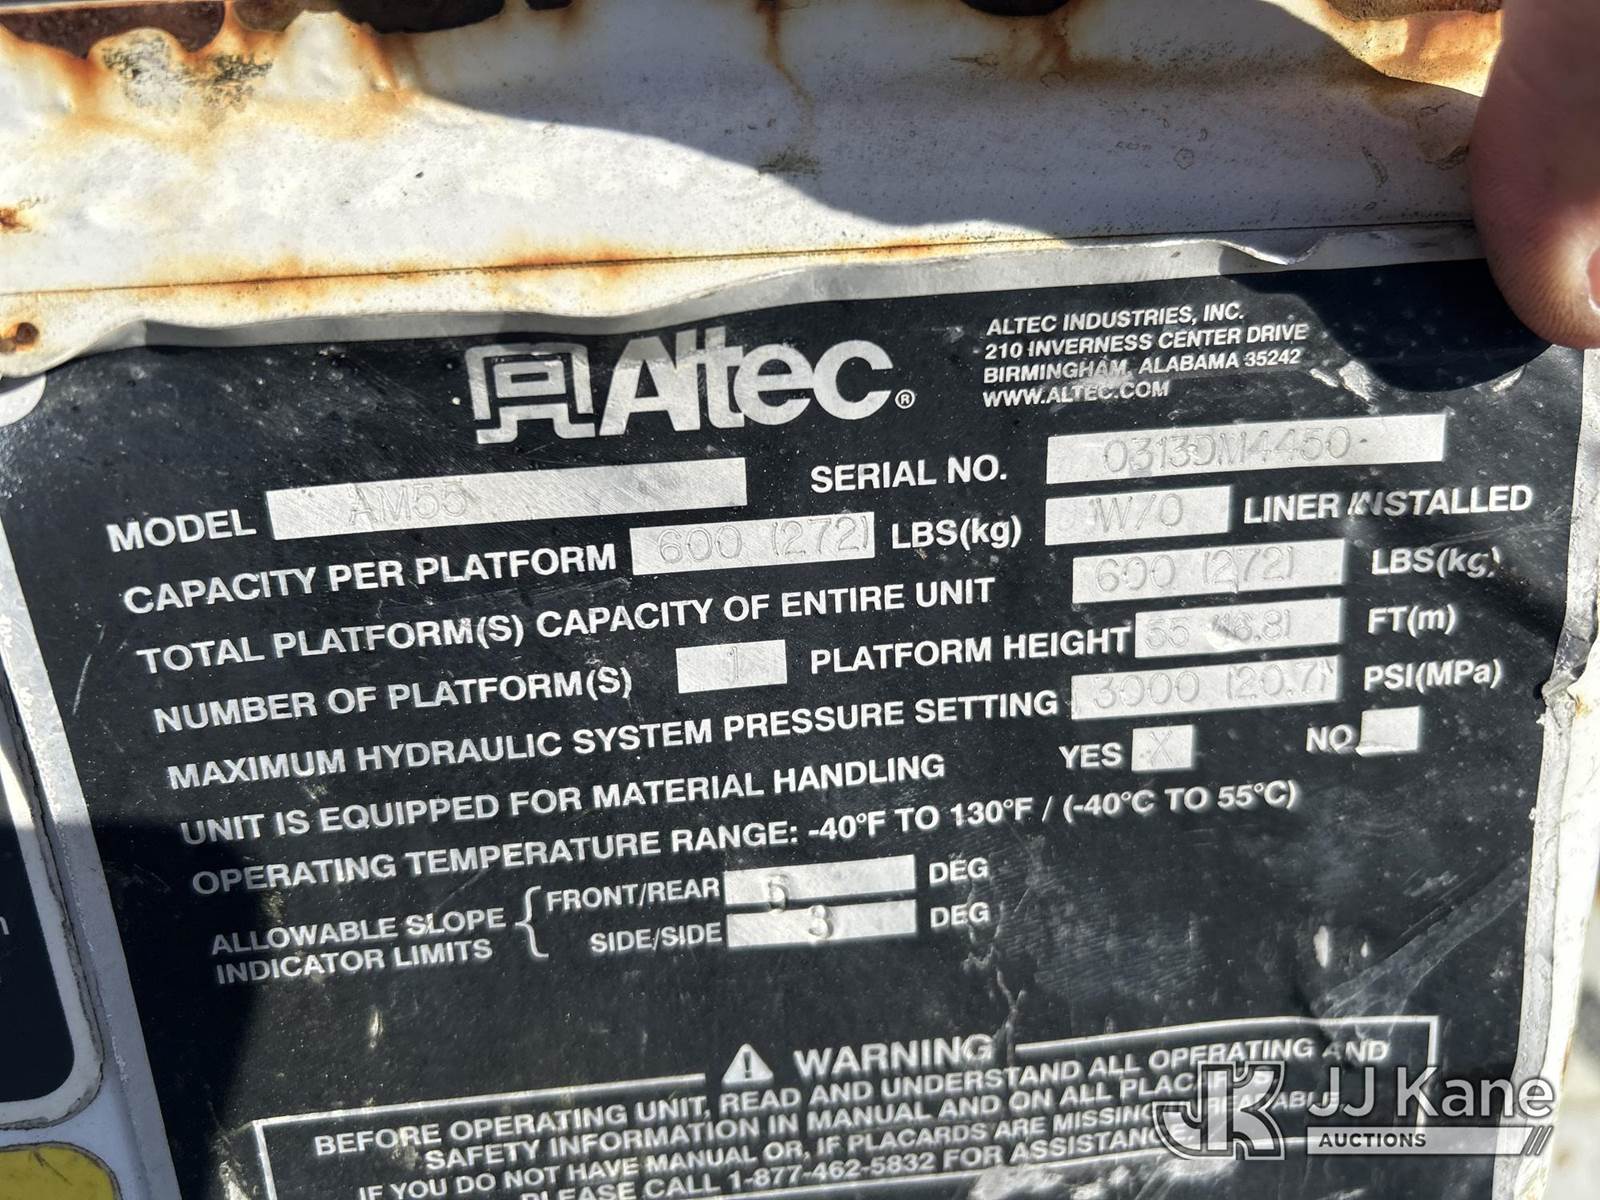 Altec®
ALTEC INDUSTRIES, INC.
210 INVERNESS CENTER DRIVE
BIRMINGHAM, ALABAMA 35242
WWW.ALTEC.COM
MODEL AM55 SERIAL NO. 0313DM4450
CAPACITY PER PLATFORM 600 (272) LBS(kg) W/O LINER INSTALLED
TOTAL PLATFORM(S) CAPACITY OF ENTIRE UNIT 600 (272) LBS(kg)
NUMBER OF PLATFORM(S) 1 PLATFORM HEIGHT 55 (16.8) FT(m)
MAXIMUM HYDRAULIC SYSTEM PRESSURE SETTING 3000 (20.7) PSI(MPa)
UNIT IS EQUIPPED FOR MATERIAL HANDLING YES X NO
OPERATING TEMPERATURE RANGE: -40°F TO 130°F / (-40°C TO 55°C)
ALLOWABLE SLOPE INDICATOR LIMITS
FRONT/REAR 5 DEG
SIDE/SIDE 3 DEG
WARNING
BEFORE OPERATING UNIT, READ AND UNDERSTAND ALL OPERATING AND
SAFETY INFORMATION IN MANUAL AND ON ALL
IF YOU DO NOT HAVE MANUAL OR, IF PLACARDS ARE MISSING
PLEASE CALL 1-877-462-5832 FOR ASSISTANCE
JK JJ Kane
AUCTIONS